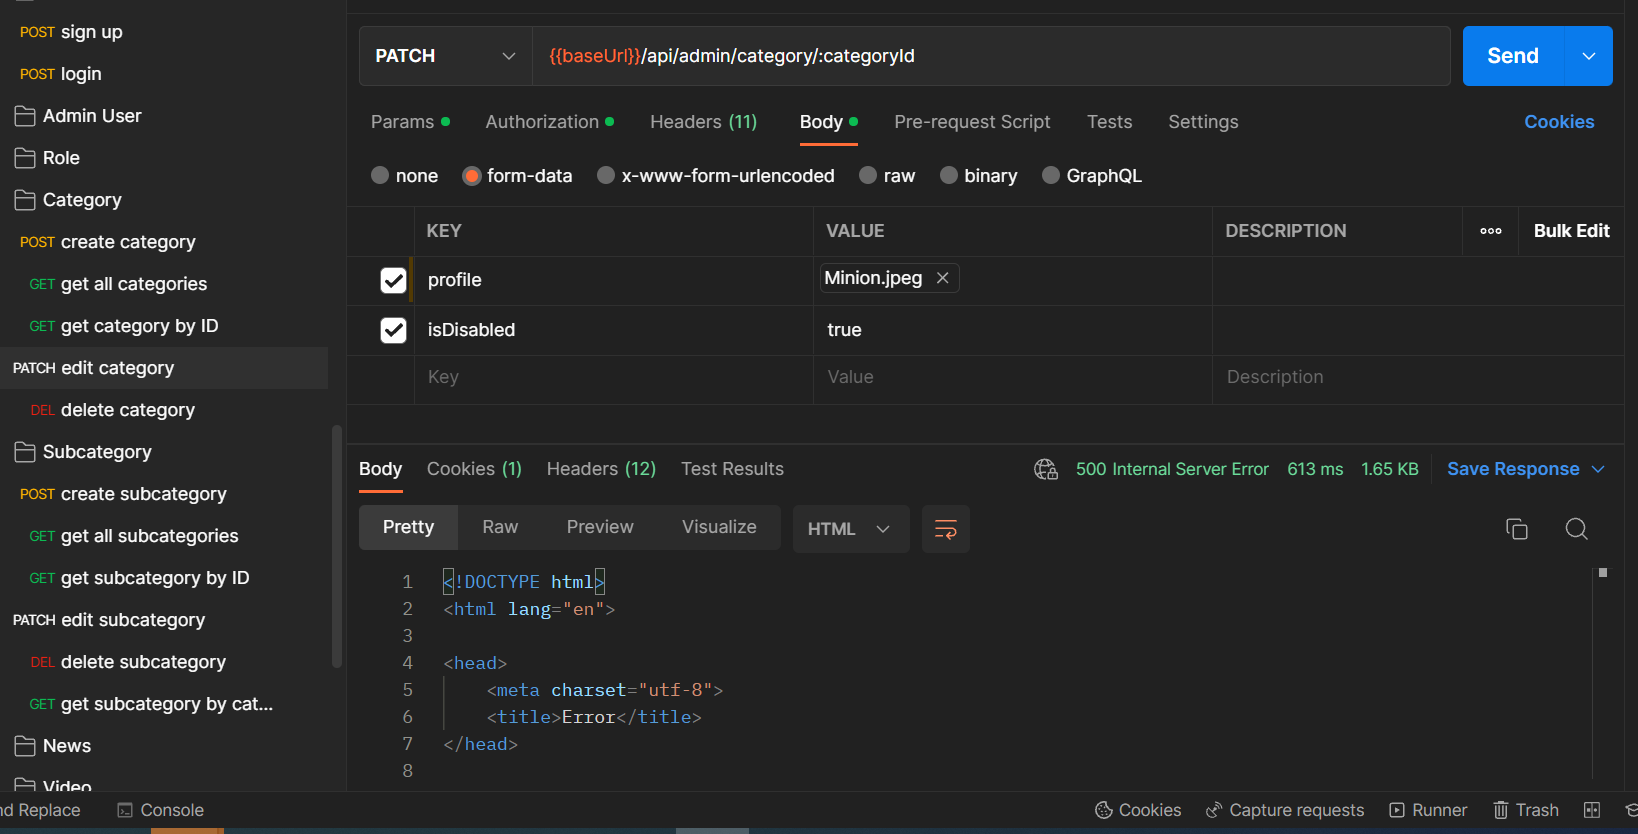 POST sign up
POST login
Admin User
Role
Category
POST create category
GET get all categories
GET get category by ID
PATCH edit category
DEL delete category
Subcategory
POST create subcategory
GET get all subcategories
GET get subcategory by ID
PATCH edit subcategory
DEL delete subcategory
GET get subcategory by cat...
News
Video
PATCH {{baseUrl}}/api/admin/category/:categoryId Send
Params Authorization Headers (11) Body Pre-request Script Tests Settings Cookies
none form-data x-www-form-urlencoded raw binary GraphQL
KEY VALUE DESCRIPTION Bulk Edit
profile Minion.jpeg
isDisabled true
Key Value Description
Body Cookies (1) Headers (12) Test Results 500 Internal Server Error 613 ms 1.65 KB Save Response
Pretty Raw Preview Visualize HTML
1 <!DOCTYPE html>
2 <html lang="en">
3
4 <head>
5 <meta charset="utf-8">
6 <title>Error</title>
7 </head>
8
nd Replace Console Cookies Capture requests Runner Trash